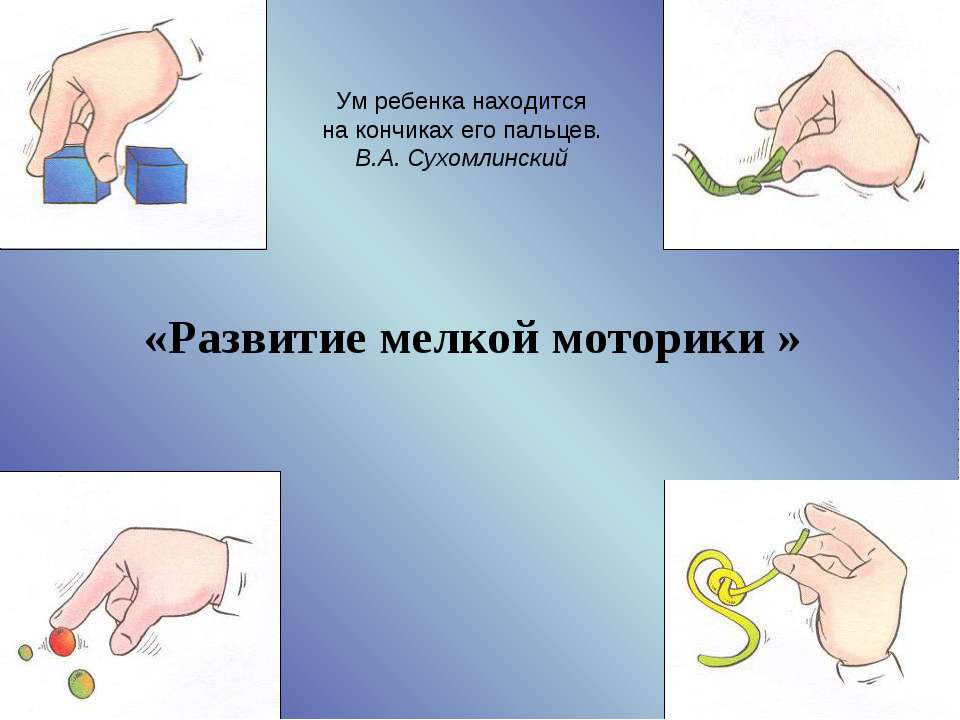 Ум ребенка находится
на кончиках его пальцев.
В.А. Сухомлинский
«Развитие мелкой моторики »